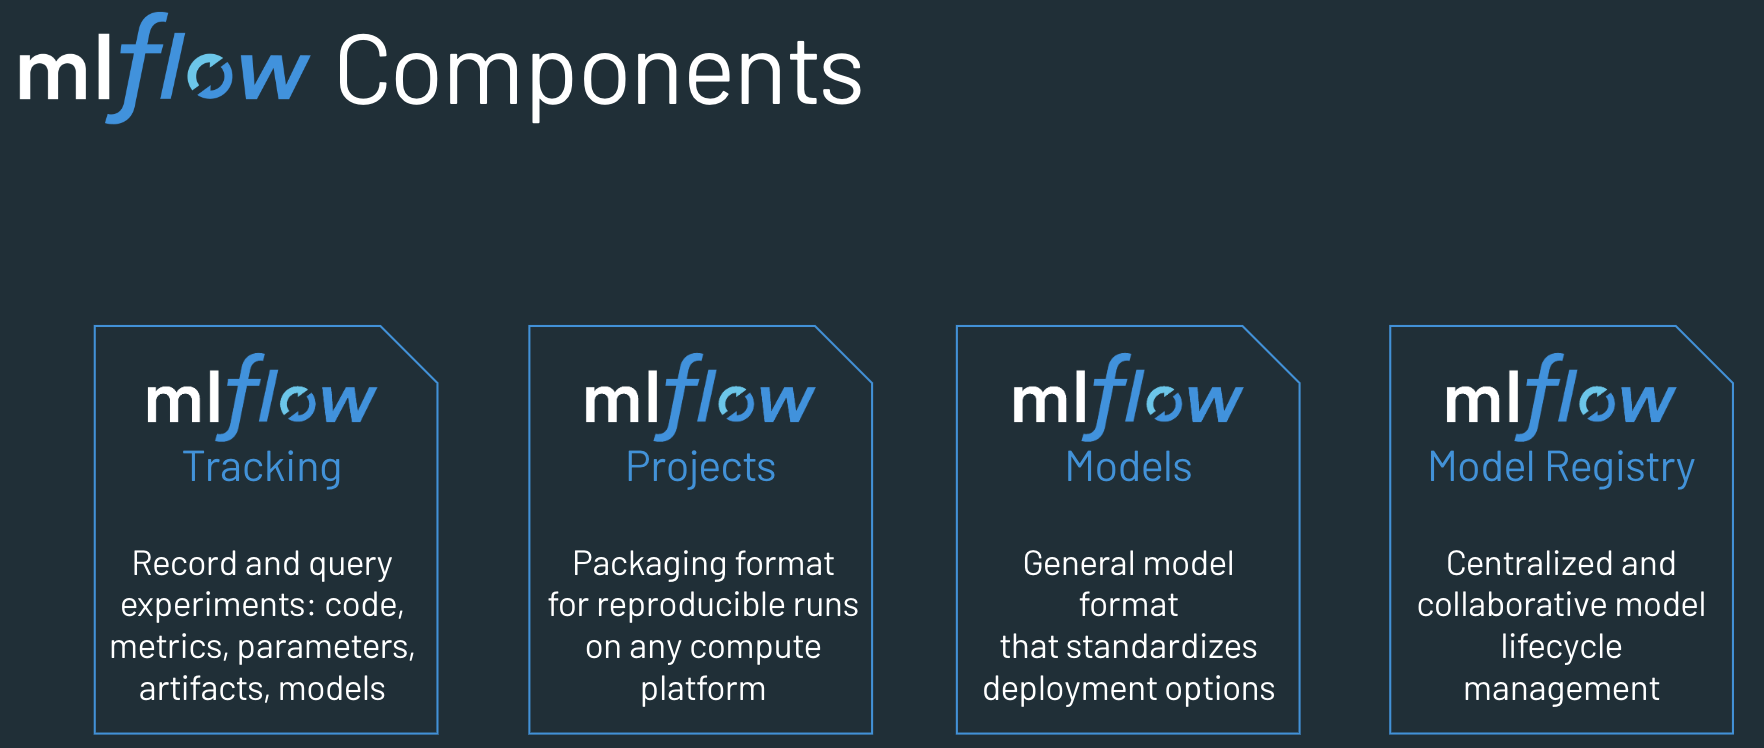 mlflow Components
mlflow
Tracking
Record and query
experiments: code,
metrics, parameters,
artifacts, models
mlflow
Projects
Packaging format
for reproducible runs
on any compute
platform
mlflow
Models
General model
format
that standardizes
deployment options
mlflow
Model Registry
Centralized and
collaborative model
lifecycle
management